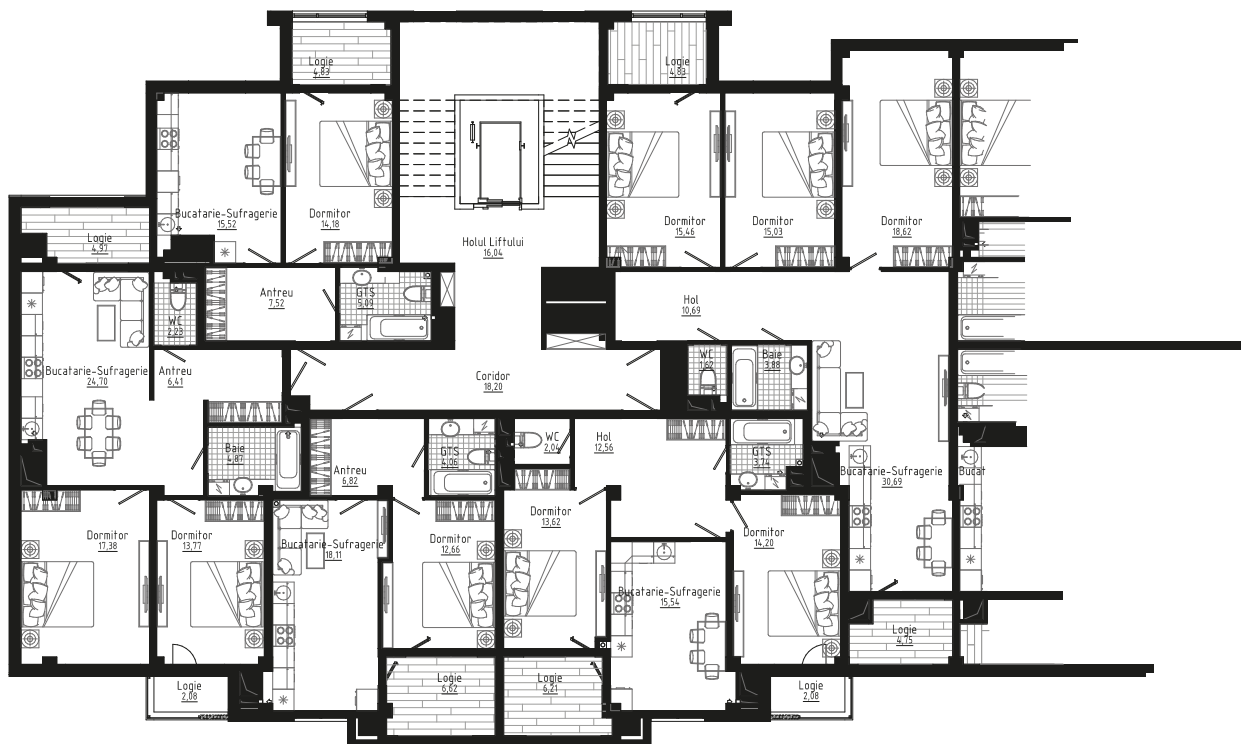 Logie
4,83
Logie
4,83
Bucatarie-Sufragerie
15,52
Dormitor
14,18
Dormitor
15,46
Dormitor
15,03
Dormitor
18,62
Logie
4,97
Holul Liftului
16,04
Antreu
7,52
GTS
5,09
Hol
10,69
WC
2,23
Bucatarie-Sufragerie
24,70
Antreu
6,41
Coridor
18,20
WC
1,62
Baie
3,88
Baie
4,87
Antreu
6,82
GTS
4,06
WC
2,04
Hol
12,56
GTS
3,74
Bucatarie-Sufragerie
30,69
Bucat
Dormitor
17,38
Dormitor
13,77
Bucatarie-Sufragerie
18,11
Dormitor
12,66
Dormitor
13,62
Bucatarie-Sufragerie
15,54
Dormitor
14,20
Logie
4,75
Logie
2,08
Logie
6,62
Logie
6,21
Logie
2,08